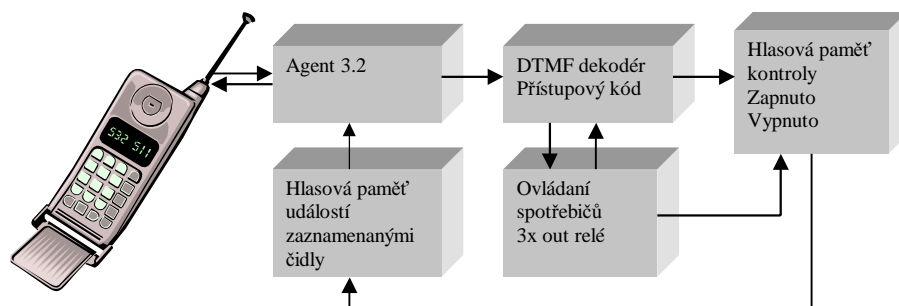 Agent 3.2
DTMF dekodér
Přístupový kód
Hlasová paměť
kontroly
Zapnuto
Vypnuto
532 511
Hlasová paměť
událostí
zaznamenanými
čidly
Ovládaní
spotřebičů
3x out relé